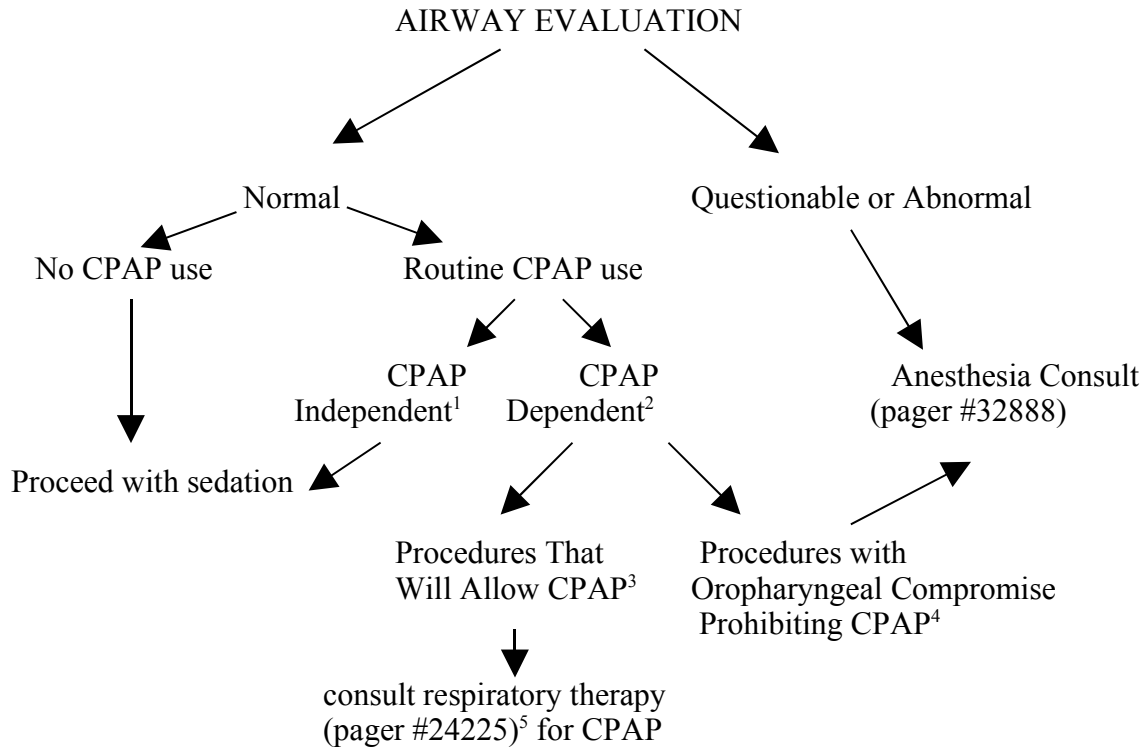 AIRWAY EVALUATION
Normal
Questionable or Abnormal
No CPAP use
Routine CPAP use
CPAP
Independent¹
CPAP
Dependent²
Anesthesia Consult
(pager #32888)
Proceed with sedation
Procedures That
Will Allow CPAP³
Procedures with
Oropharyngeal Compromise
Prohibiting CPAP⁴
consult respiratory therapy
(pager #24225)⁵ for CPAP